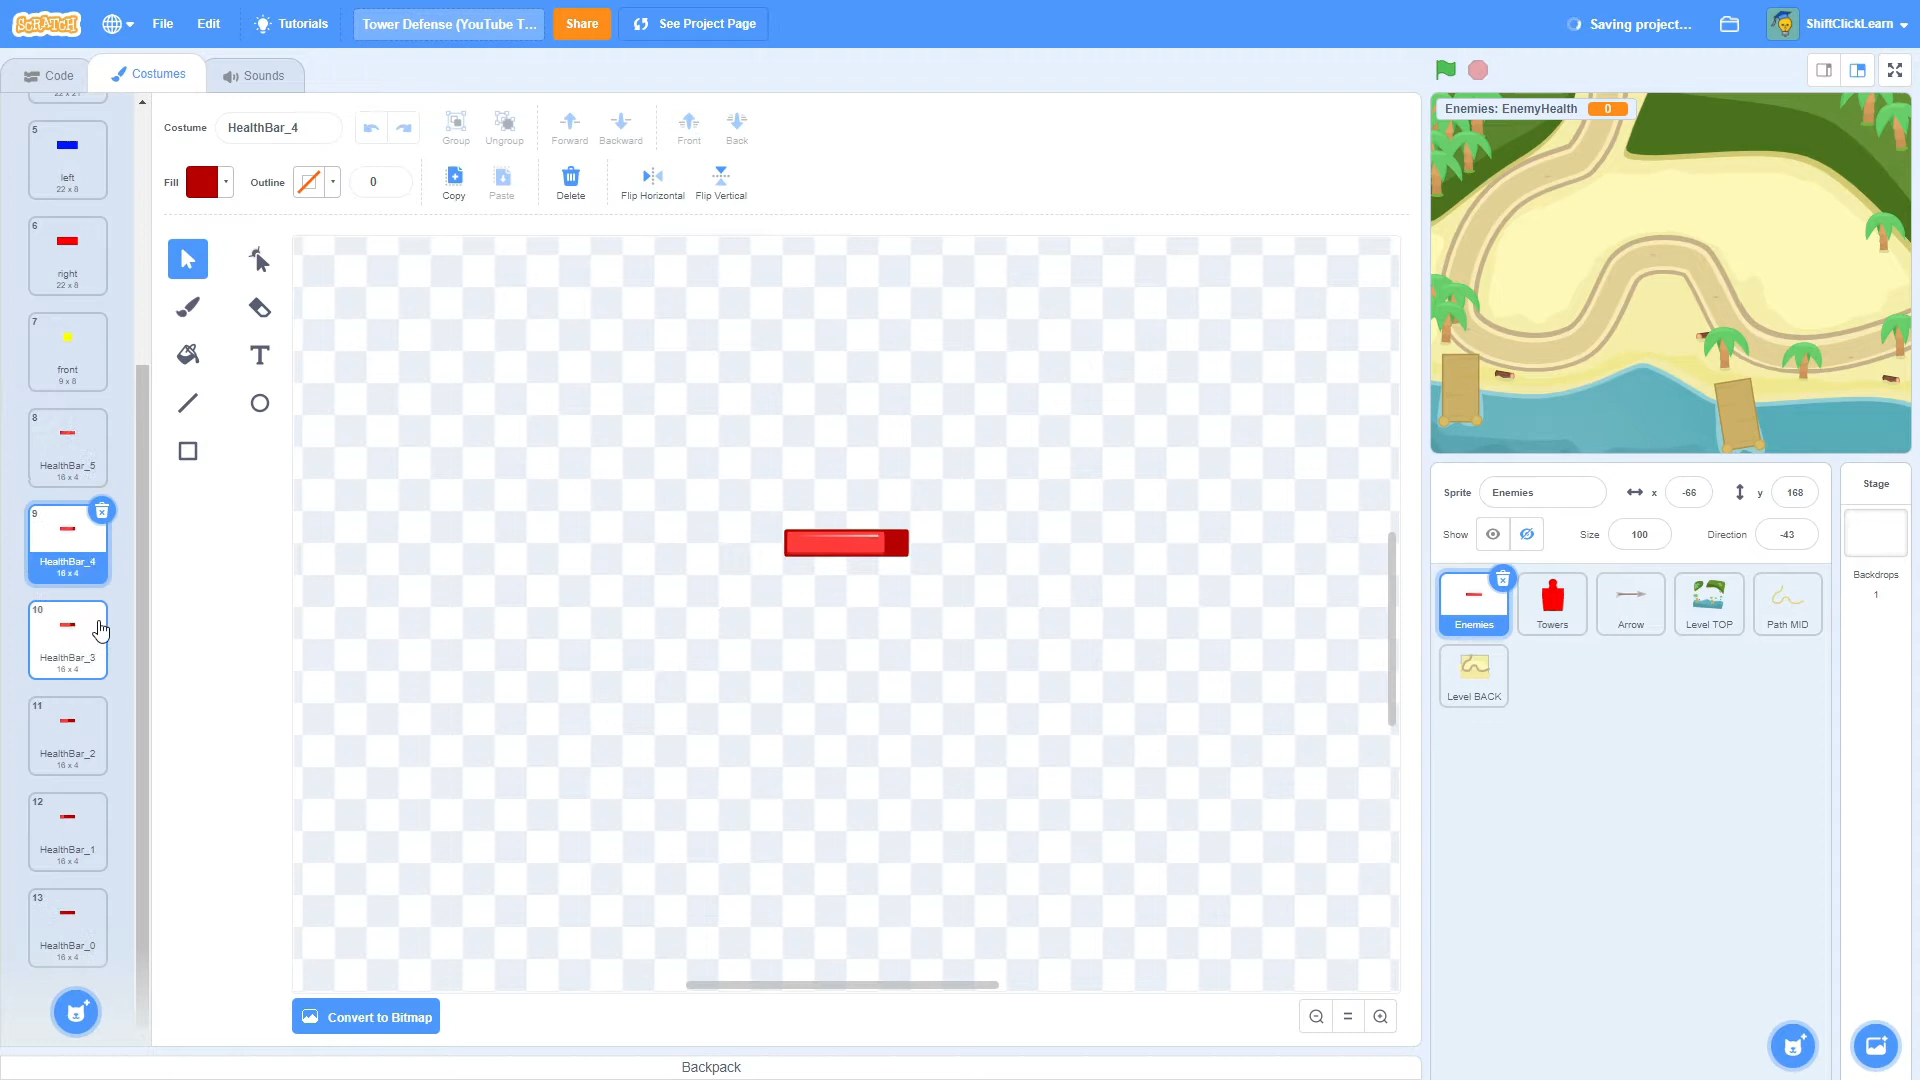 SCRATCH
File
Edit
Tutorials
Tower Defense (YouTube T...
Share
See Project Page
Saving project...
ShiftClickLearn
Code
Costumes
Sounds
5
left
22 x 8
6
right
22 x 8
7
front
9 x 8
8
HealthBar_5
16 x 4
9
HealthBar_4
16 x 4
10
HealthBar_3
16 x 4
11
HealthBar_2
16 x 4
12
HealthBar_1
16 x 4
13
HealthBar_0
16 x 4
Costume
HealthBar_4
Group
Ungroup
Forward
Backward
Front
Back
Fill
Outline
0
Copy
Paste
Delete
Flip Horizontal
Flip Vertical
Convert to Bitmap
Backpack
Enemies: EnemyHealth 0
Sprite
Enemies
x
-66
y
168
Show
Size
100
Direction
-43
Enemies
Towers
Arrow
Level TOP
Path MID
Level BACK
Stage
Backdrops
1